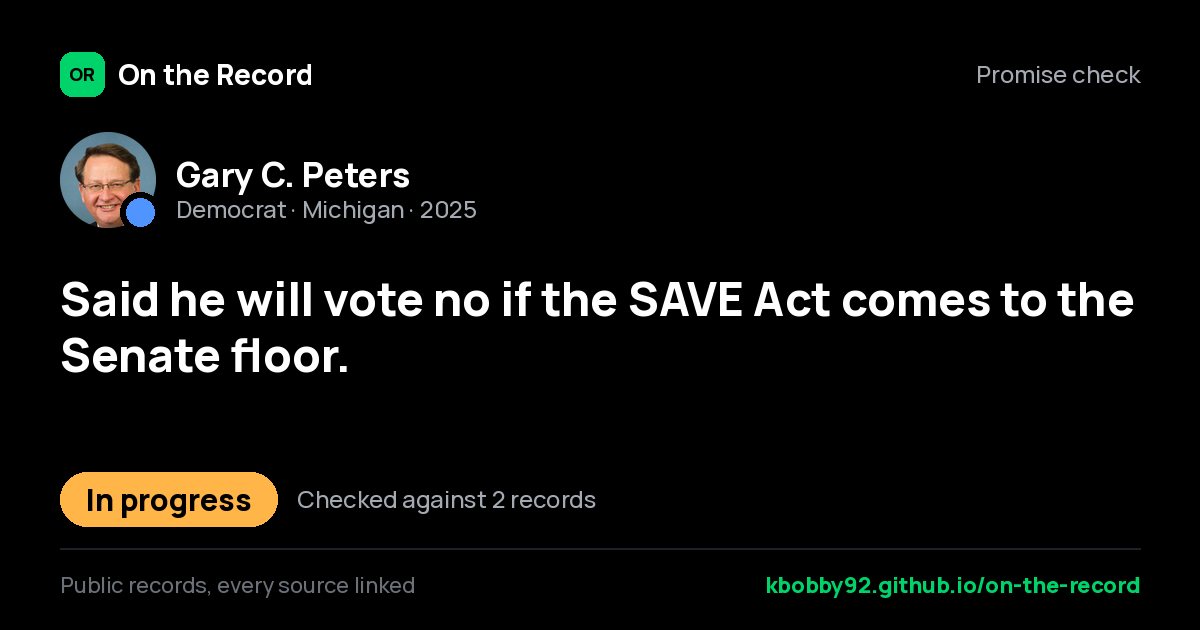 OR On the Record
Promise check
Gary C. Peters
Democrat · Michigan · 2025
Said he will vote no if the SAVE Act comes to the
Senate floor.
In progress
Checked against 2 records
Public records, every source linked
kbobby92.github.io/on-the-record